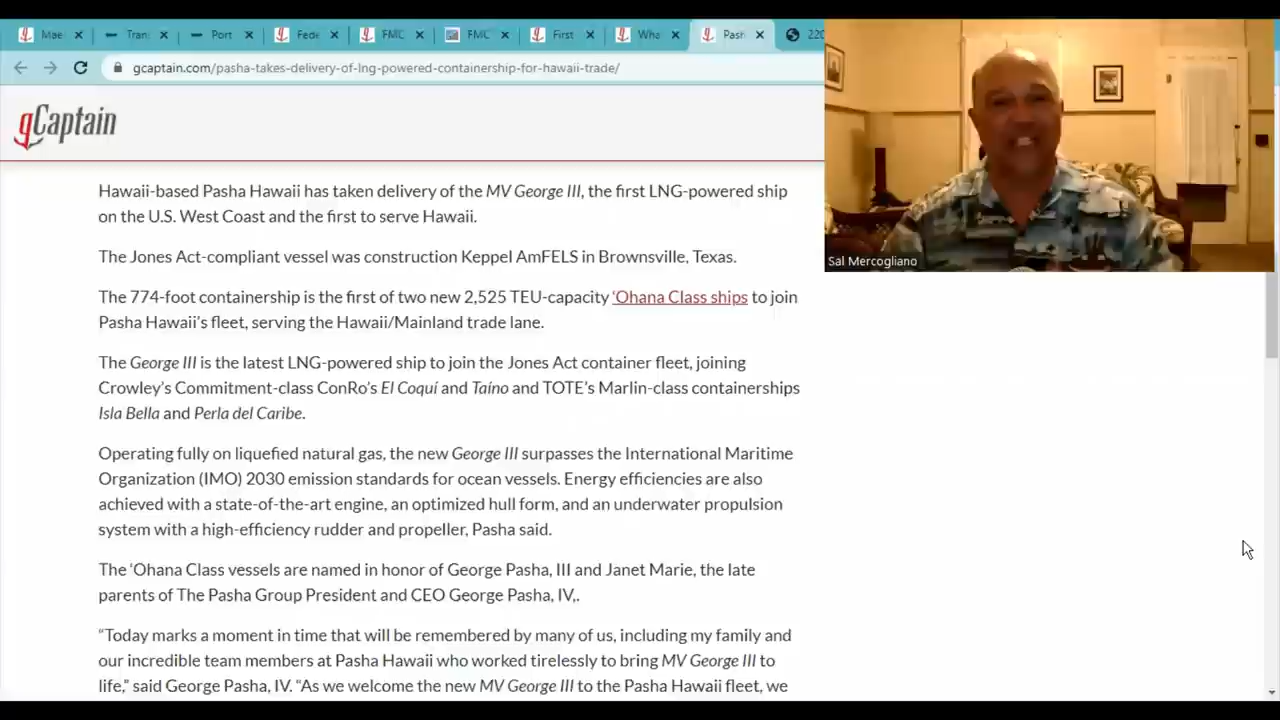 Mae
Tran
Port
Fede
FMC
FMC
First
Wha
Pash
220
gcaptain.com/pasha-takes-delivery-of-lng-powered-containership-for-hawaii-trade/
gCaptain
Sal Mercogliano
Hawaii-based Pasha Hawaii has taken delivery of the MV George III, the first LNG-powered ship
on the U.S. West Coast and the first to serve Hawaii.
The Jones Act-compliant vessel was construction Keppel AmFELS in Brownsville, Texas.
The 774-foot containership is the first of two new 2,525 TEU-capacity ‘Ohana Class ships to join
Pasha Hawaii’s fleet, serving the Hawaii/Mainland trade lane.
The George III is the latest LNG-powered ship to join the Jones Act container fleet, joining
Crowley’s Commitment-class ConRo’s El Coquí and Taíno and TOTE’s Marlin-class containerships
Isla Bella and Perla del Caribe.
Operating fully on liquefied natural gas, the new George III surpasses the International Maritime
Organization (IMO) 2030 emission standards for ocean vessels. Energy efficiencies are also
achieved with a state-of-the-art engine, an optimized hull form, and an underwater propulsion
system with a high-efficiency rudder and propeller, Pasha said.
The ‘Ohana Class vessels are named in honor of George Pasha, III and Janet Marie, the late
parents of The Pasha Group President and CEO George Pasha, IV,.
“Today marks a moment in time that will be remembered by many of us, including my family and
our incredible team members at Pasha Hawaii who worked tirelessly to bring MV George III to
life,” said George Pasha, IV. “As we welcome the new MV George III to the Pasha Hawaii fleet, we